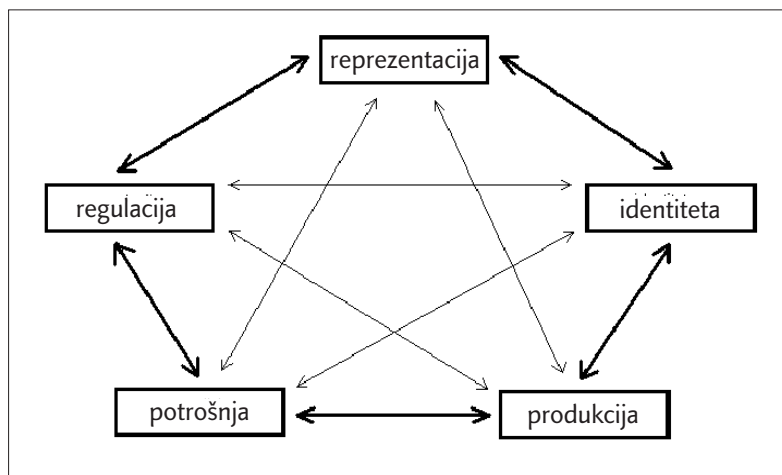 reprezentacija
regulacija
identiteta
potrošnja
produkcija